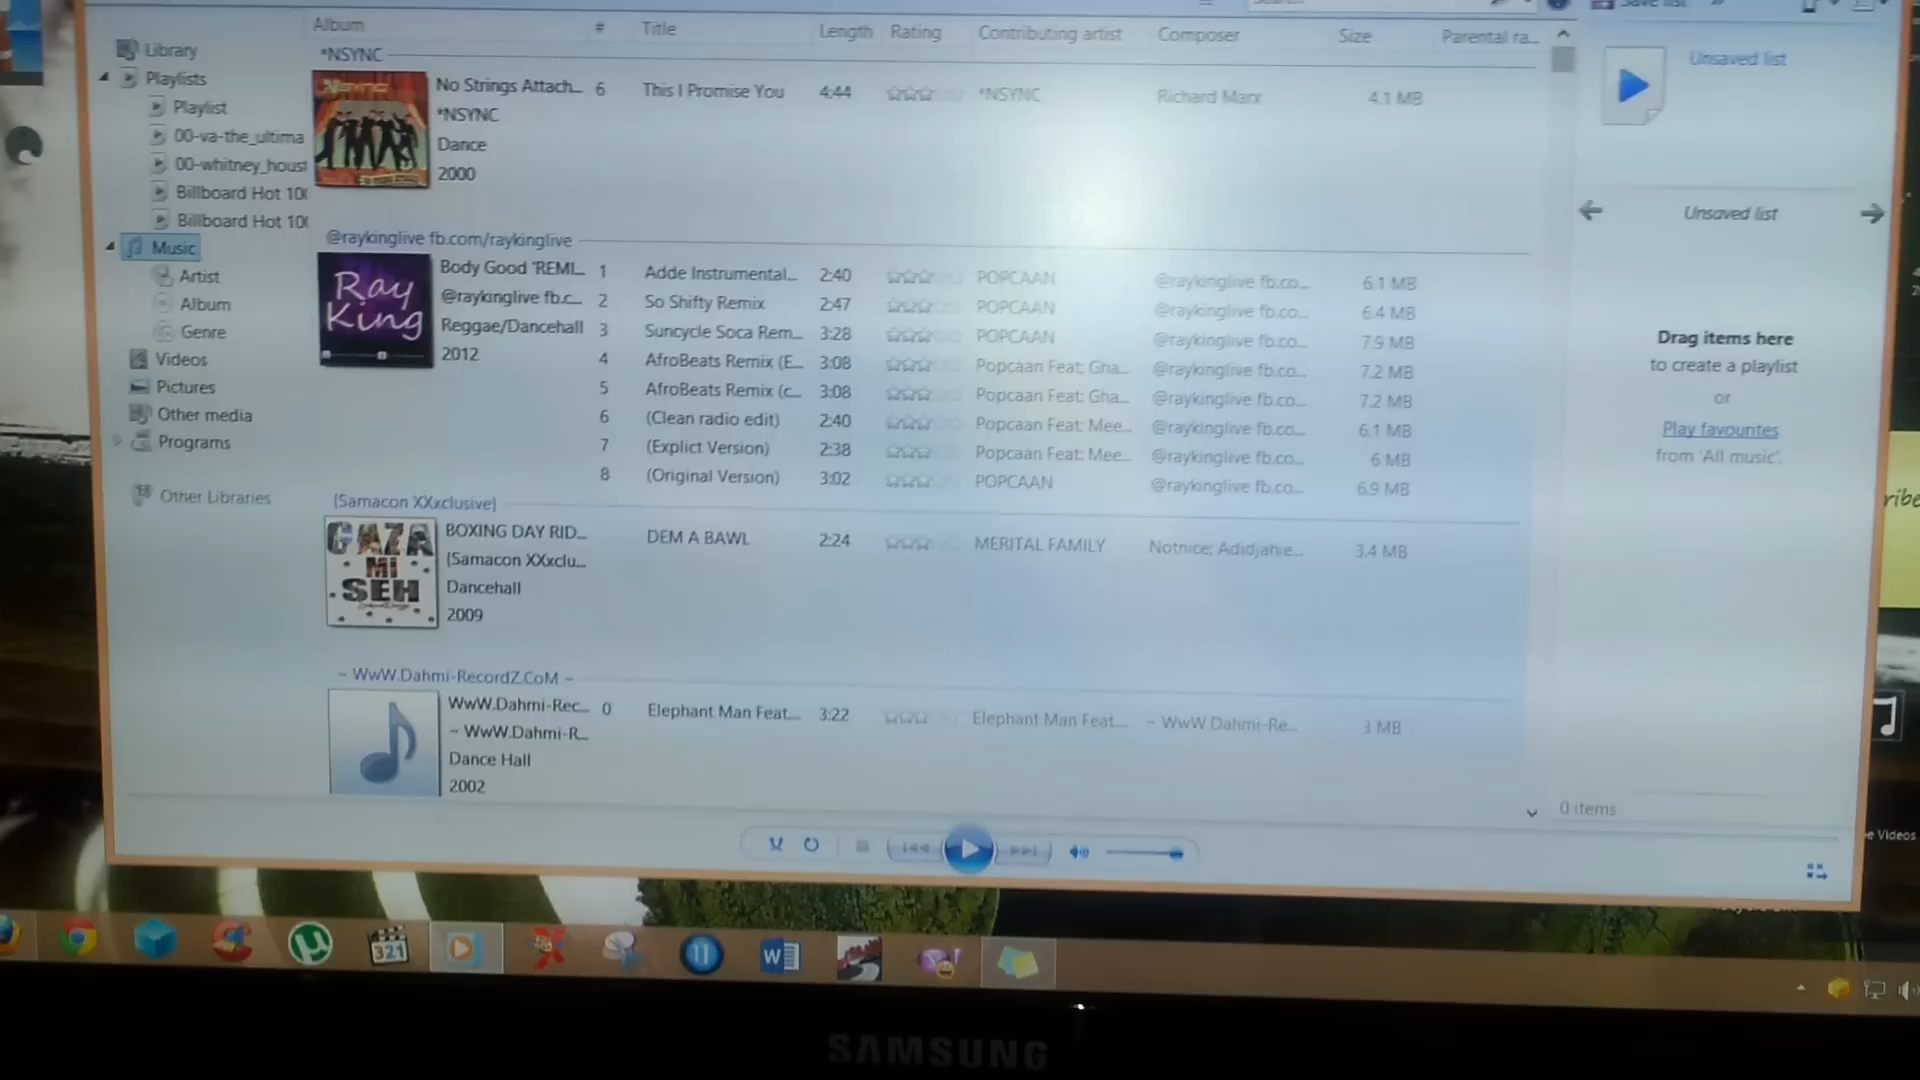 Album # Title Length Rating Contributing artist Composer Size Parental ra...
Library
Playlists
Playlist
00-va-the_ultima
00-whitney_houst
Billboard Hot 10
Billboard Hot 10
Music
Artist
Album
Genre
Videos
Pictures
Other media
Programs
Other Libraries
*NSYNC
No Strings Attach... 6 This I Promise You 4:44 *NSYNC Richard Marx 4.1 MB
*NSYNC
Dance
2000
@raykinglive fb.com/raykinglive
Ray
King
Body Good "REMI... 1 Adde Instrumental... 2:40 POPCAAN @raykinglive fb.co... 6.1 MB
@raykinglive fb.c... 2 So Shifty Remix 2:47 POPCAAN @raykinglive fb.co... 6.4 MB
Reggae/Dancehall 3 Suncycle Soca Rem... 3:28 POPCAAN @raykinglive fb.co... 7.9 MB
2012 4 AfroBeats Remix (E... 3:08 Popcaan Feat: Gha... @raykinglive fb.co... 7.2 MB
5 AfroBeats Remix (c... 3:08 Popcaan Feat: Gha... @raykinglive fb.co... 7.2 MB
6 (Clean radio edit) 2:40 Popcaan Feat: Mee... @raykinglive fb.co... 6.1 MB
7 (Explict Version) 2:38 Popcaan Feat: Mee... @raykinglive fb.co... 6 MB
8 (Original Version) 3:02 POPCAAN @raykinglive fb.co... 6.9 MB
[Samacon XXxclusive]
GAZA
MI
SEH
BOXING DAY RID... DEM A BAWL 2:24 MERITAL FAMILY Notnice; Adidjahie... 3.4 MB
[Samacon XXxclu...
Dancehall
2009
~ WwW.Dahmi-RecordZ.CoM ~
WwW.Dahmi-Rec... 0 Elephant Man Feat... 3:22 Elephant Man Feat... ~ WwW.Dahmi-Re... 3 MB
~ WwW.Dahmi-R...
Dance Hall
2002
Save list
Unsaved list
Unsaved list
Drag items here
to create a playlist
or
Play favourites
from 'All music'.
0 items
ribe
e Videos
321
11
W
SAMSUNG